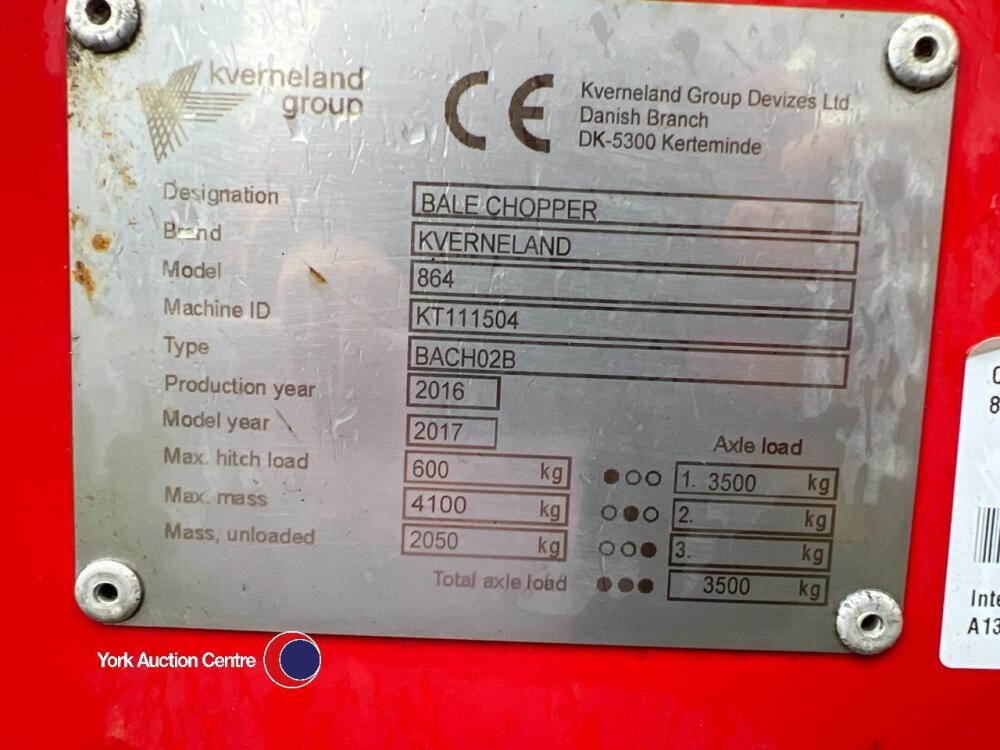 kverneland
group
CE
Kverneland Group Devizes Ltd.
Danish Branch
DK-5300 Kerteminde
Designation BALE CHOPPER
Brand KVERNELAND
Model 864
Machine ID KT111504
Type BACH02B
Production year 2016
Model year 2017
Axle load
Max. hitch load 600 kg 1. 3500 kg
Max. mass 4100 kg 2. kg
Mass, unloaded 2050 kg 3. kg
Total axle load 3500 kg
8
Inte
A13
York Auction Centre